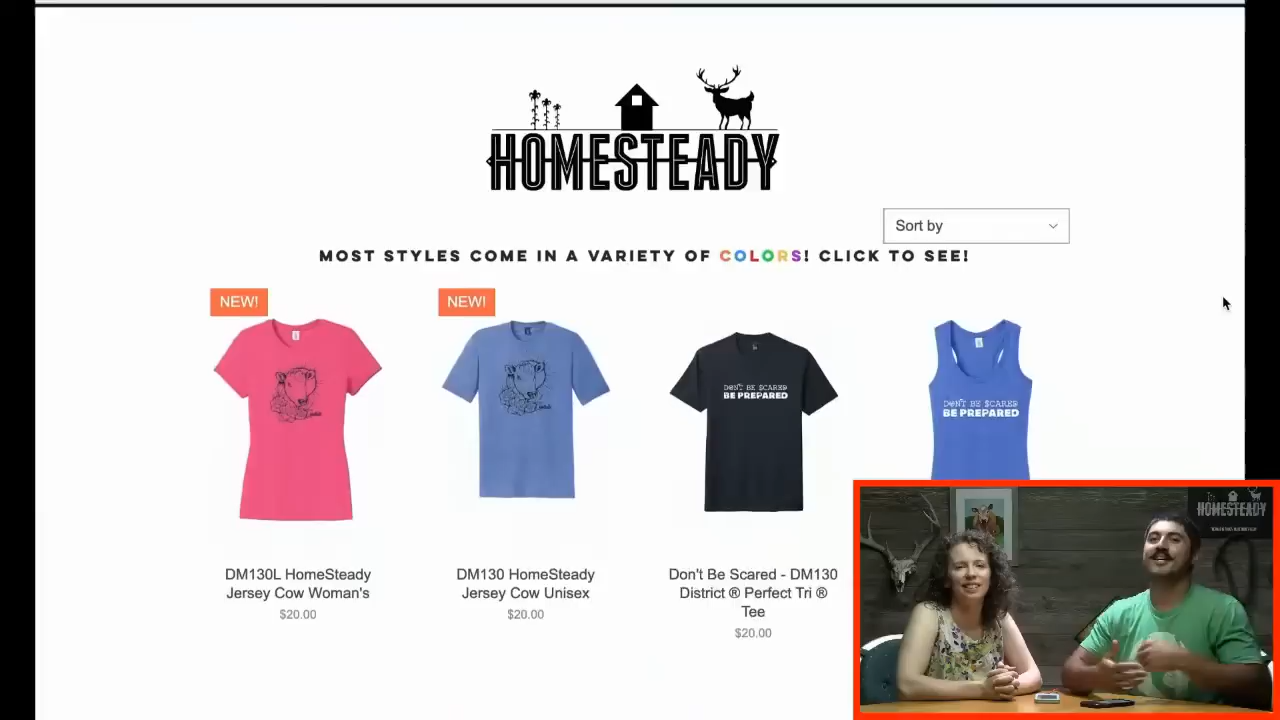 HOMESTEADY
Sort by
MOST STYLES COME IN A VARIETY OF COLORS! CLICK TO SEE!
NEW!
NEW!
DON'T BE SCARED
BE PREPARED
DON'T BE SCARED
BE PREPARED
DM130L HomeSteady
Jersey Cow Woman's
$20.00
DM130 HomeSteady
Jersey Cow Unisex
$20.00
Don't Be Scared - DM130
District ® Perfect Tri ®
Tee
$20.00
HOMESTEADY